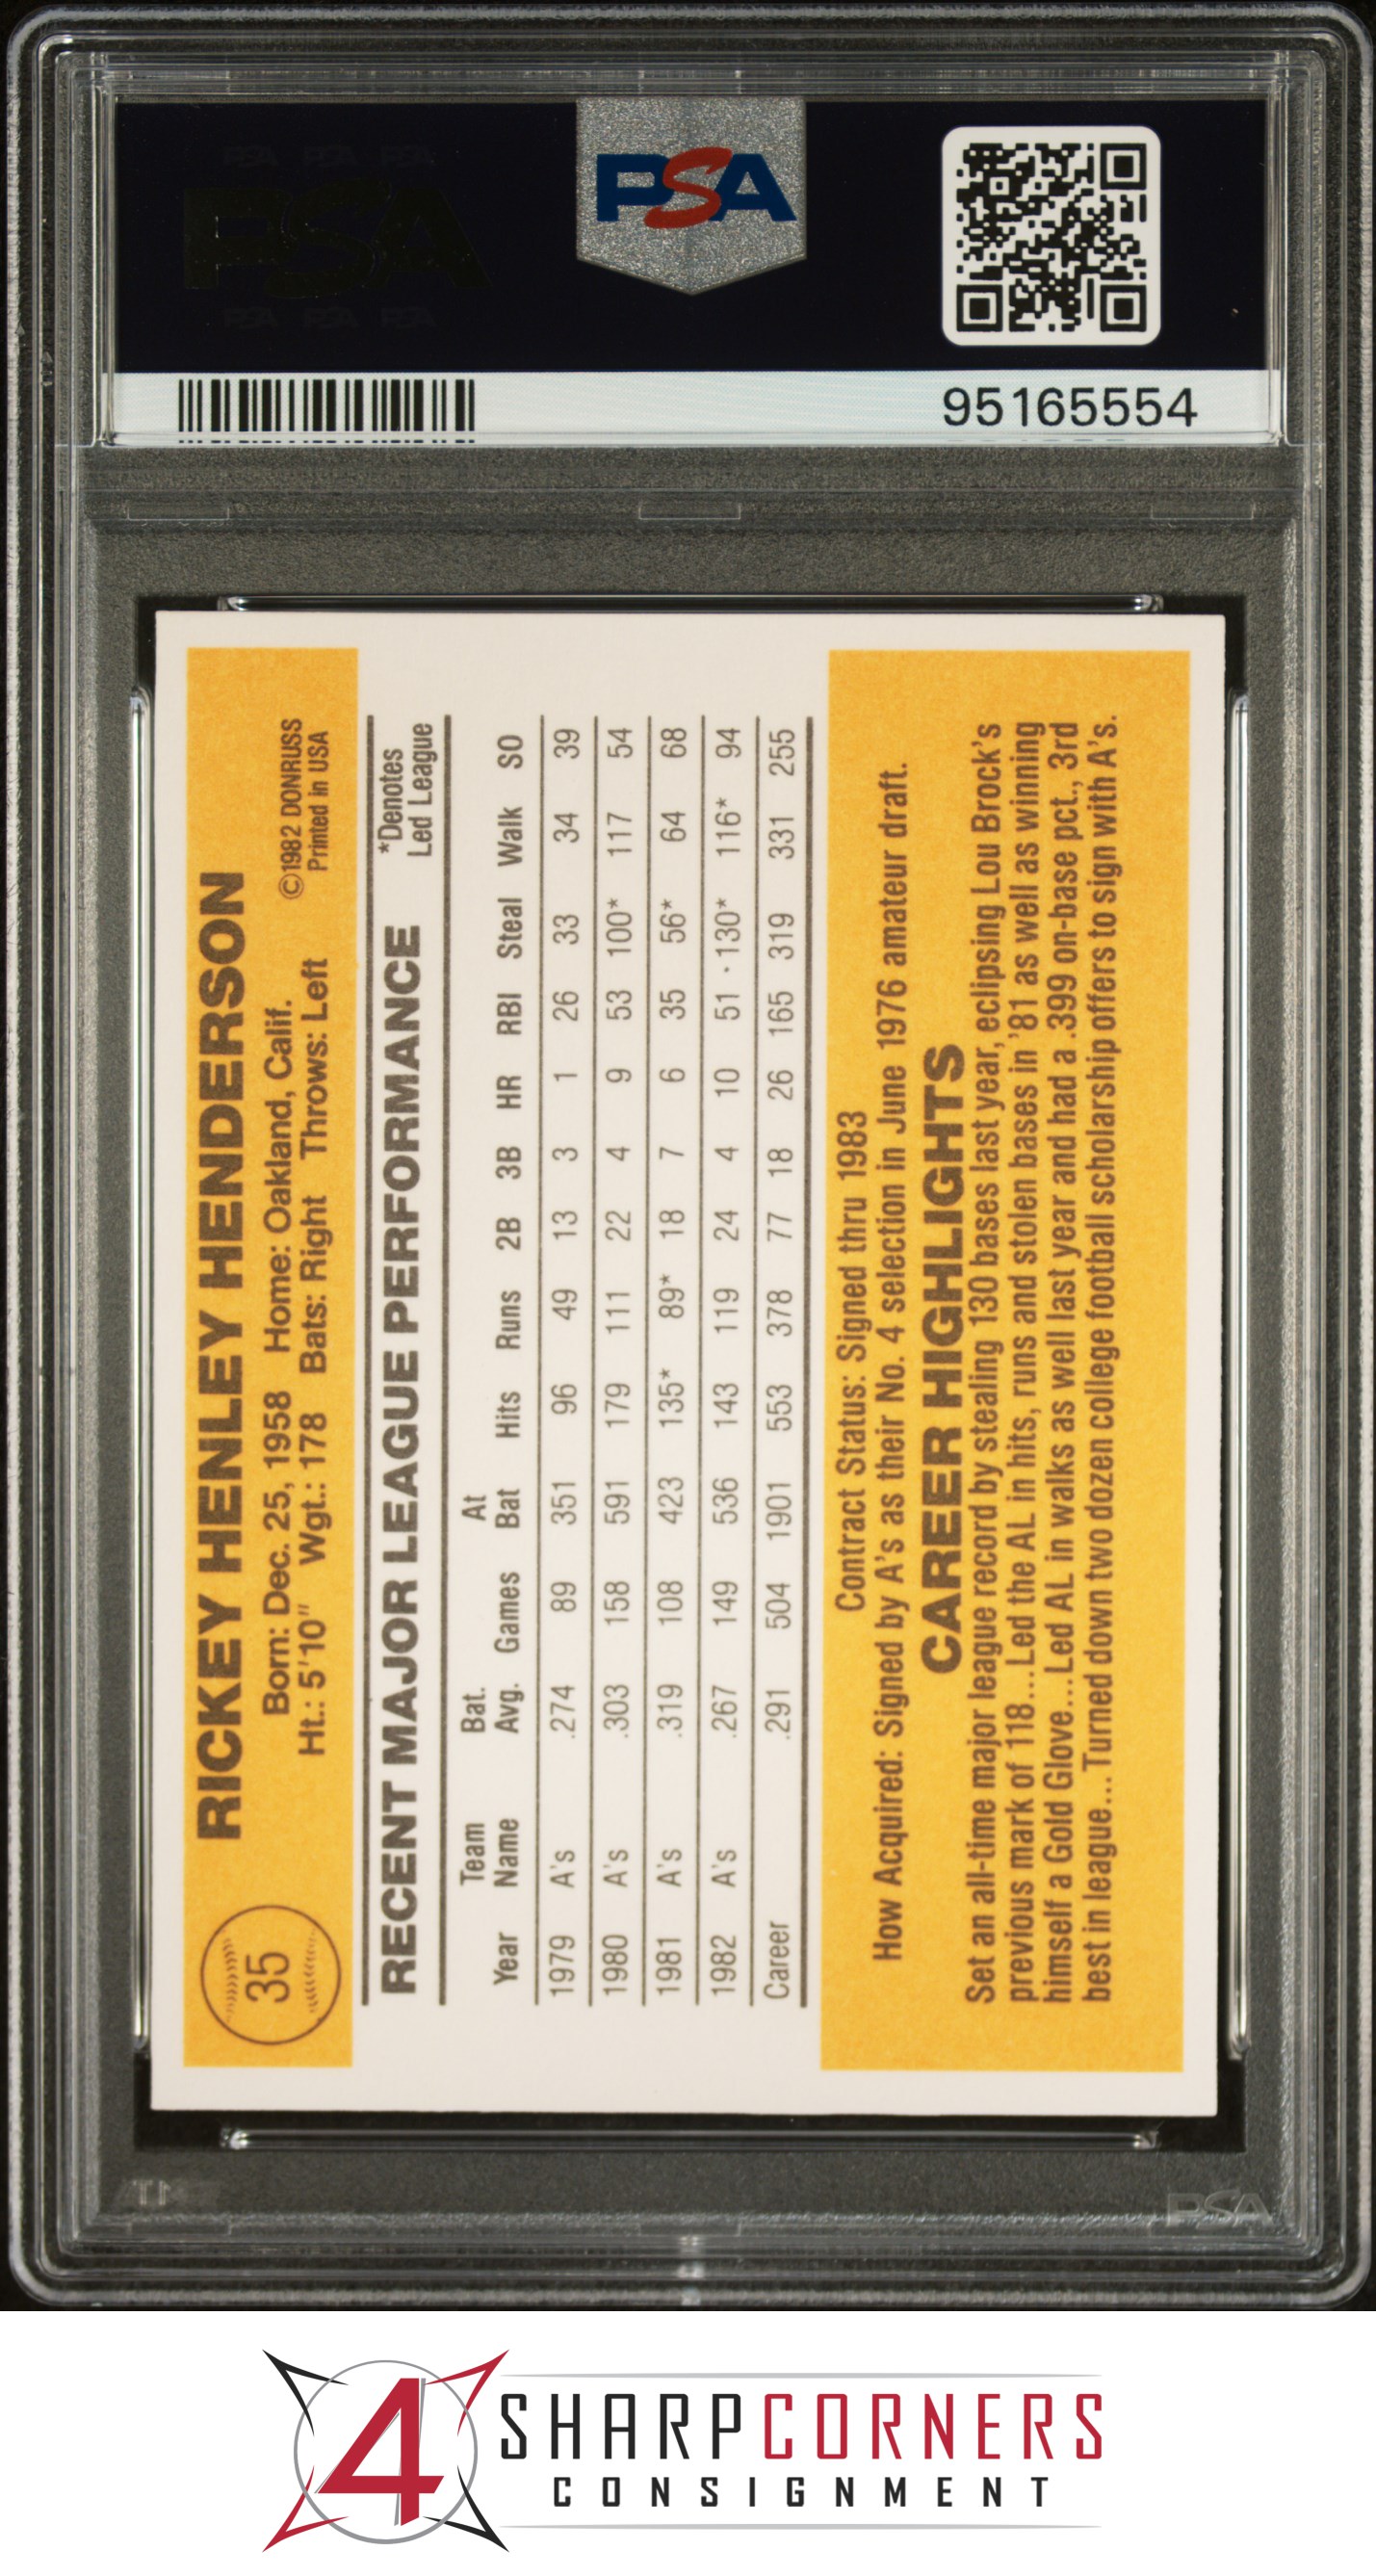 PSA PSA PSA
PSA
PSA PSA PSA
PSA
95165554
35
RICKEY HENLEY HENDERSON
Born: Dec. 25, 1958 Home: Oakland, Calif. ©1982 DONRUSS
Ht.: 5'10" Wgt.: 178 Bats: Right Throws: Left Printed in USA
RECENT MAJOR LEAGUE PERFORMANCE *Denotes Led League
Year Team Name Bat. Avg. Games At Bat Hits Runs 2B 3B HR RBI Steal Walk SO
1979 A's .274 89 351 96 49 13 3 1 26 33 34 39
1980 A's .303 158 591 179 111 22 4 9 53 100* 117 54
1981 A's .319 108 423 135* 89* 18 7 6 35 56* 64 68
1982 A's .267 149 536 143 119 24 4 10 51 130* 116* 94
Career .291 504 1901 553 378 77 18 26 165 319 331 255
Contract Status: Signed thru 1983
How Acquired: Signed by A's as their No. 4 selection in June 1976 amateur draft.
CAREER HIGHLIGHTS
Set an all-time major league record by stealing 130 bases last year, eclipsing Lou Brock's
previous mark of 118...Led the AL in hits, runs and stolen bases in '81 as well as winning
himself a Gold Glove...Led AL in walks as well last year and had a .399 on-base pct., 3rd
best in league...Turned down two dozen college football scholarship offers to sign with A's.
PSA
4 SHARPCORNERS
CONSIGNMENT